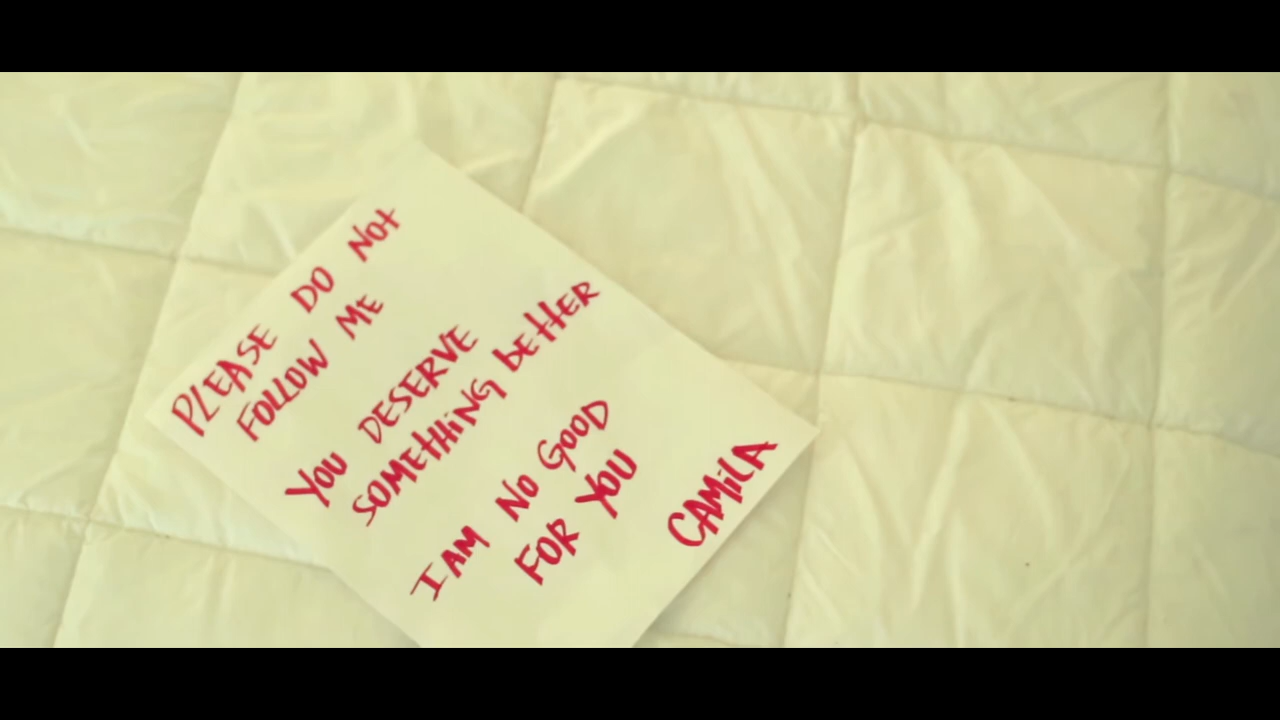 PLEASE DO NOT
FOLLOW ME
YOU DESERVE
SOMETHING bEttER
I AM NO GOOD
FOR YOU
CAMiLA